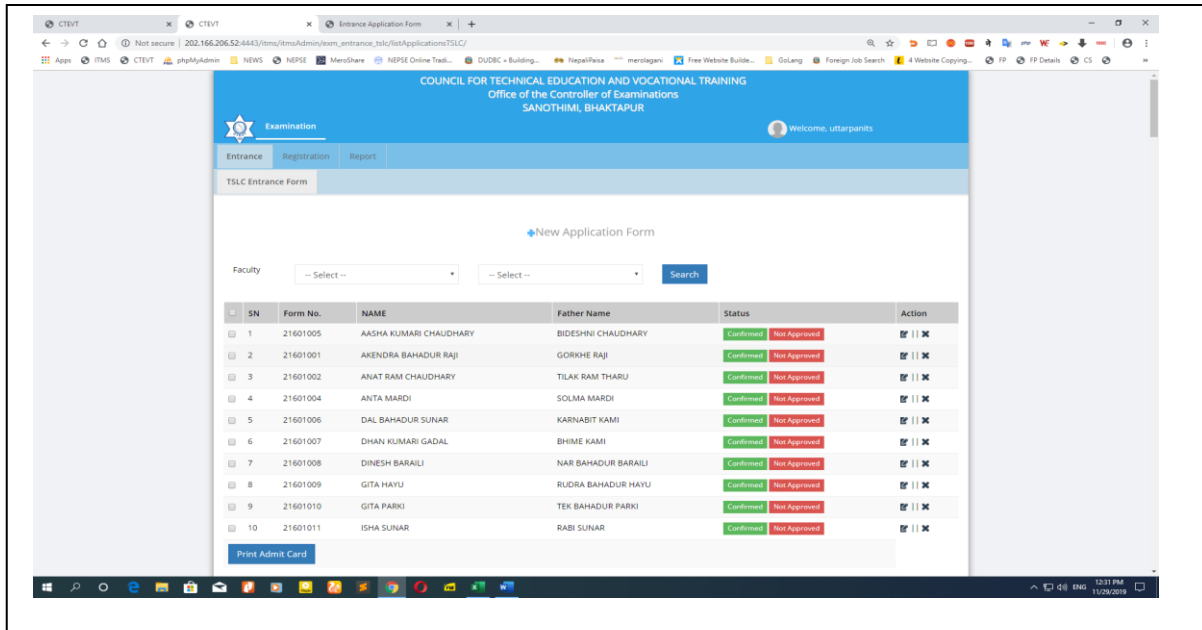 CTEVT CTEVT Entrance Application Form
Not secure | 202.166.206.52:4443/itms/itmsAdmin/exm_entrance_tslc/listApplicationsTSLC/
Apps ITMS CTEVT phpMyAdmin NEWS NEPSE MeroShare NEPSE Online Tradi... DUDBC » Building... NepaliPaisa merolagani Free Website Builde... GoLang Foreign Job Search 4 Website Copying... FP FP Details CS »
COUNCIL FOR TECHNICAL EDUCATION AND VOCATIONAL TRAINING
Office of the Controller of Examinations
SANOTHIMI, BHAKTAPUR
Examination Welcome, uttarpanits
Entrance Registration Report
TSLC Entrance Form
New Application Form
Faculty -- Select -- -- Select -- Search
SN Form No. NAME Father Name Status Action
1 21601005 AASHA KUMARI CHAUDHARY BIDESHNI CHAUDHARY Confirmed Not Approved ||
2 21601001 AKENDRA BAHADUR RAJI GORKHE RAJI Confirmed Not Approved ||
3 21601002 ANAT RAM CHAUDHARY TILAK RAM THARU Confirmed Not Approved ||
4 21601004 ANTA MARDI SOLMA MARDI Confirmed Not Approved ||
5 21601006 DAL BAHADUR SUNAR KARNABIT KAMI Confirmed Not Approved ||
6 21601007 DHAN KUMARI GADAL BHIME KAMI Confirmed Not Approved ||
7 21601008 DINESH BARAILI NAR BAHADUR BARAILI Confirmed Not Approved ||
8 21601009 GITA HAYU RUDRA BAHADUR HAYU Confirmed Not Approved ||
9 21601010 GITA PARKI TEK BAHADUR PARKI Confirmed Not Approved ||
10 21601011 ISHA SUNAR RABI SUNAR Confirmed Not Approved ||
Print Admit Card
ENG 12:31 PM
11/29/2019